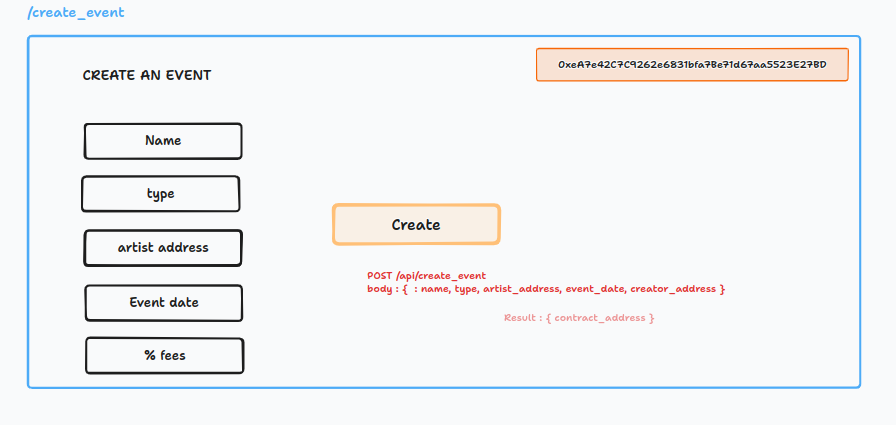 /create_event
CREATE AN EVENT
0xeA7e42C7C9262e6831bfa7Be71d67aa5523E27BD
Name
type
artist address
Event date
% fees
Create
POST /api/create_event
body : {  : name, type, artist_address, event_date, creator_address }
Result : { contract_address }